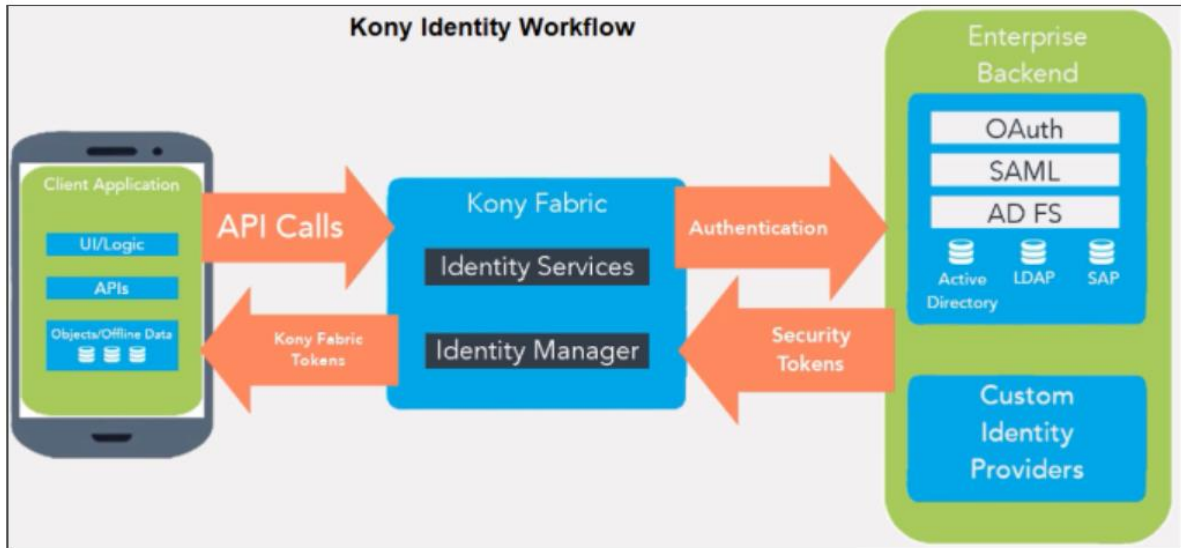 Kony Identity Workflow
Client Application
UI/Logic
APIs
Objects/Offline Data
API Calls
Kony Fabric
Tokens
Kony Fabric
Identity Services
Identity Manager
Authentication
Security
Tokens
Enterprise
Backend
OAuth
SAML
AD FS
Active
Directory
LDAP
SAP
Custom
Identity
Providers